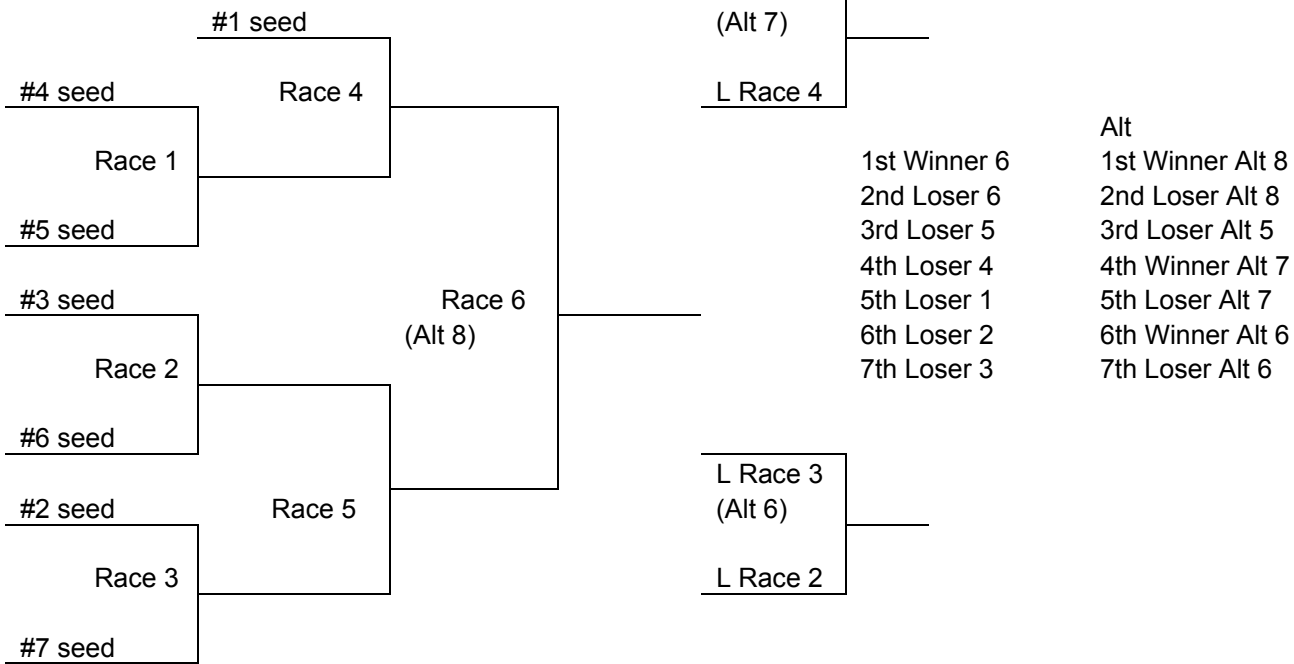 #1 seed
(Alt 7)
#4 seed
Race 4
L Race 4
Alt
Race 1
1st Winner 6
1st Winner Alt 8
2nd Loser 6
2nd Loser Alt 8
#5 seed
3rd Loser 5
3rd Loser Alt 5
4th Loser 4
4th Winner Alt 7
#3 seed
Race 6
5th Loser 1
5th Loser Alt 7
(Alt 8)
6th Loser 2
6th Winner Alt 6
Race 2
7th Loser 3
7th Loser Alt 6
#6 seed
L Race 3
#2 seed
Race 5
(Alt 6)
Race 3
L Race 2
#7 seed